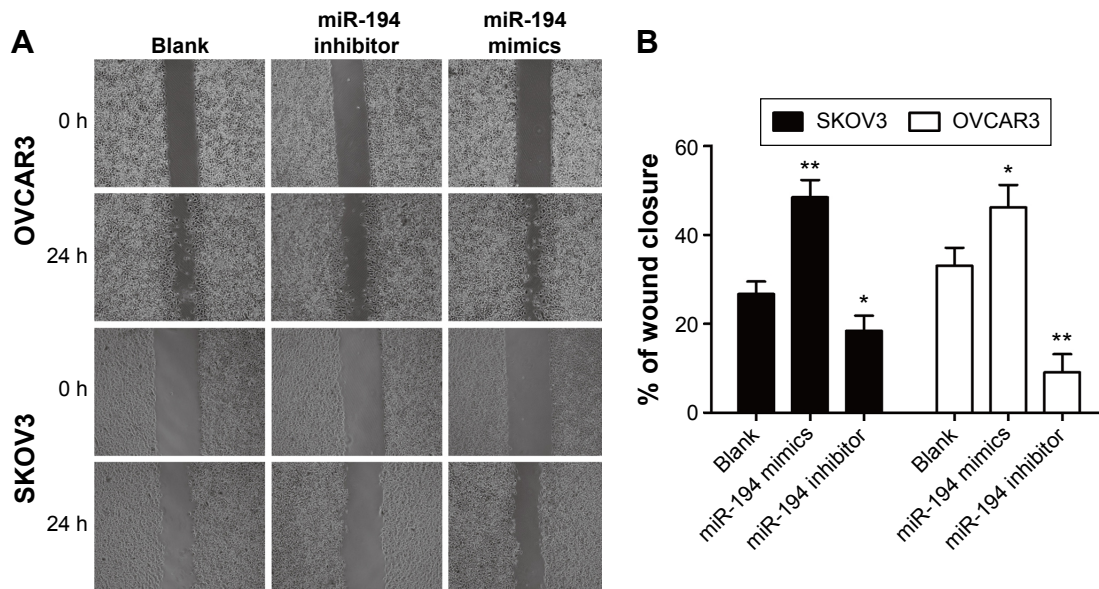 A
Blank
miR-194
inhibitor
miR-194
mimics
OVCAR3
0 h
24 h
SKOV3
0 h
24 h
B
SKOV3
OVCAR3
% of wound closure
60
40
20
0
**
*
*
**
Blank
miR-194 mimics
miR-194 inhibitor
Blank
miR-194 mimics
miR-194 inhibitor